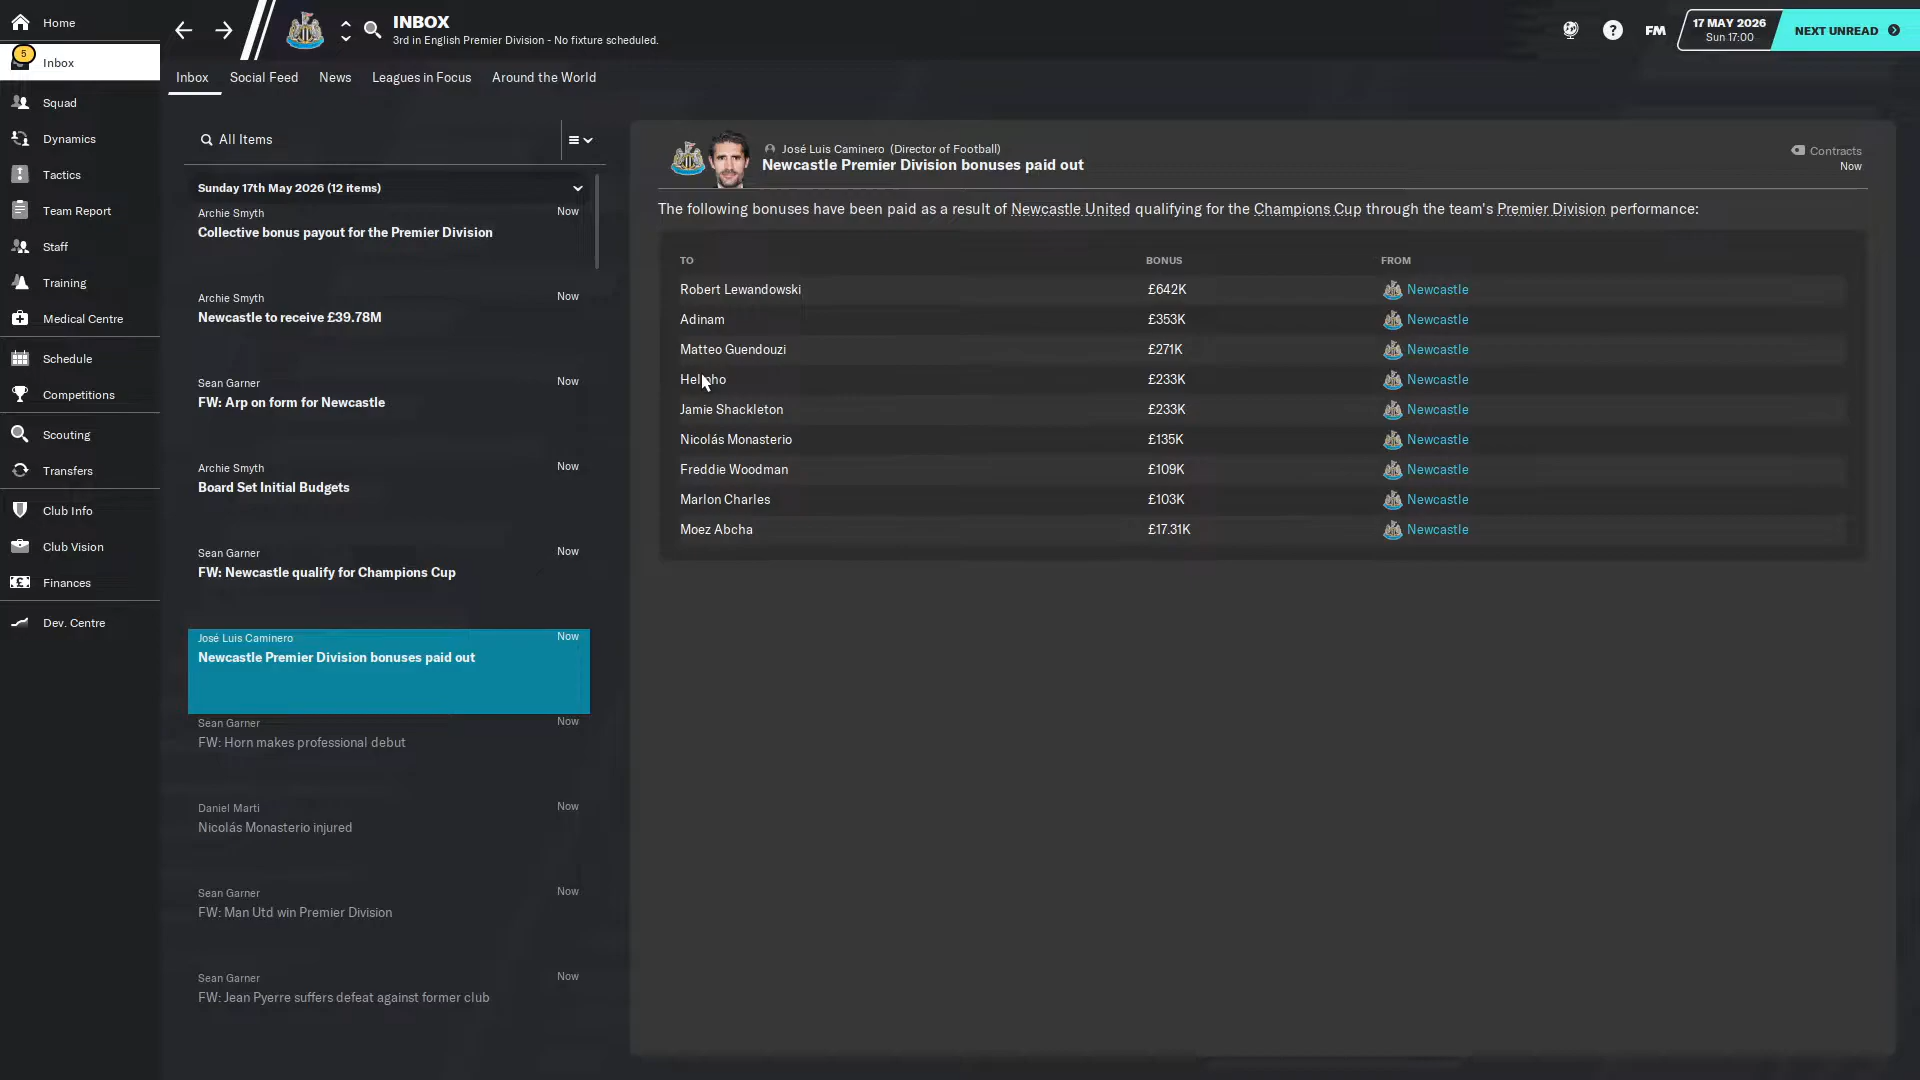 Home
5
Inbox
Squad
Dynamics
Tactics
Team Report
Staff
Training
Medical Centre
Schedule
Competitions
Scouting
Transfers
Club Info
Club Vision
Finances
Dev. Centre
INBOX
3rd in English Premier Division - No fixture scheduled.
?
FM
17 MAY 2026
Sun 17:00
NEXT UNREAD
Inbox Social Feed News Leagues in Focus Around the World
All Items
Sunday 17th May 2026 (12 items)
Archie Smyth Now
Collective bonus payout for the Premier Division
Archie Smyth Now
Newcastle to receive £39.78M
Sean Garner Now
FW: Arp on form for Newcastle
Archie Smyth Now
Board Set Initial Budgets
Sean Garner Now
FW: Newcastle qualify for Champions Cup
José Luis Caminero Now
Newcastle Premier Division bonuses paid out
Sean Garner Now
FW: Horn makes professional debut
Daniel Marti Now
Nicolás Monasterio injured
Sean Garner Now
FW: Man Utd win Premier Division
Sean Garner Now
FW: Jean Pyerre suffers defeat against former club
José Luis Caminero (Director of Football)
Newcastle Premier Division bonuses paid out
Contracts
Now
The following bonuses have been paid as a result of Newcastle United qualifying for the Champions Cup through the team's Premier Division performance:
TO BONUS FROM
Robert Lewandowski £642K Newcastle
Adinam £353K Newcastle
Matteo Guendouzi £271K Newcastle
£233K Newcastle
Jamie Shackleton £233K Newcastle
Nicolás Monasterio £135K Newcastle
Freddie Woodman £109K Newcastle
Marlon Charles £103K Newcastle
Moez Abcha £17.31K Newcastle